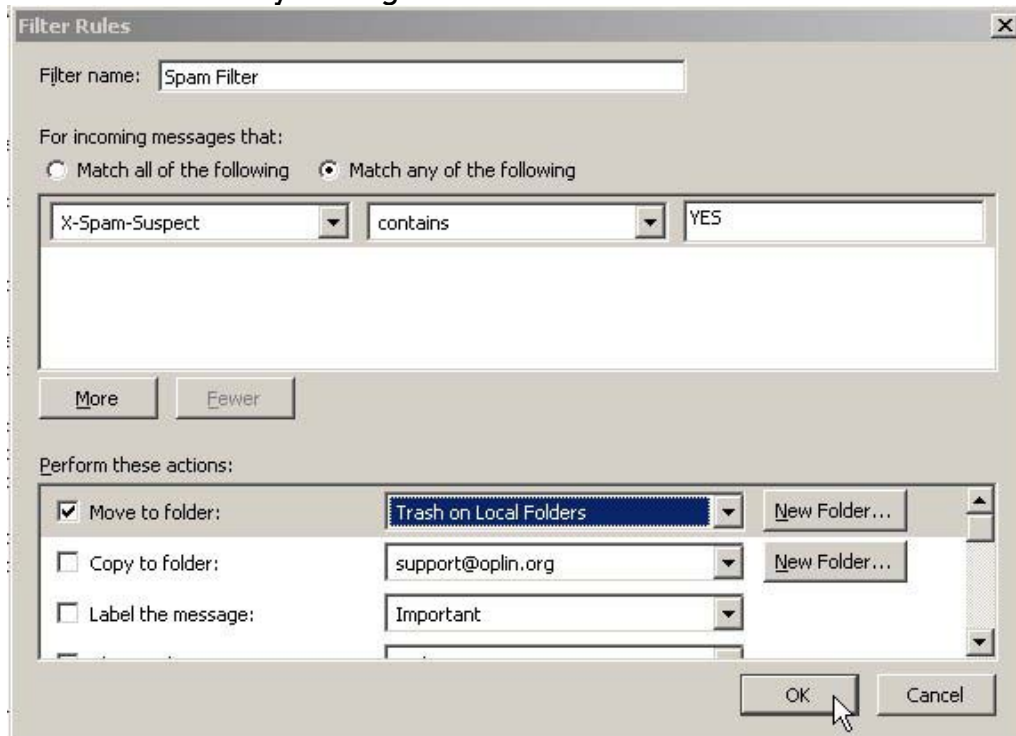 Filter Rules
Filter name: Spam Filter
For incoming messages that:
Match all of the following Match any of the following
X-Spam-Suspect contains YES
More Fewer
Perform these actions:
Move to folder: Trash on Local Folders New Folder...
Copy to folder: support@oplin.org New Folder...
Label the message: Important
OK Cancel